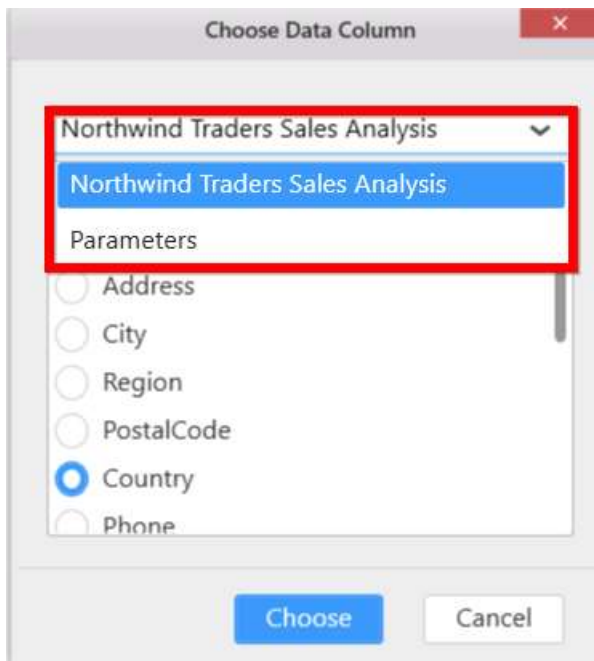 Choose Data Column
Northwind Traders Sales Analysis
Northwind Traders Sales Analysis
Parameters
Address
City
Region
PostalCode
Country
Phone
Choose Cancel